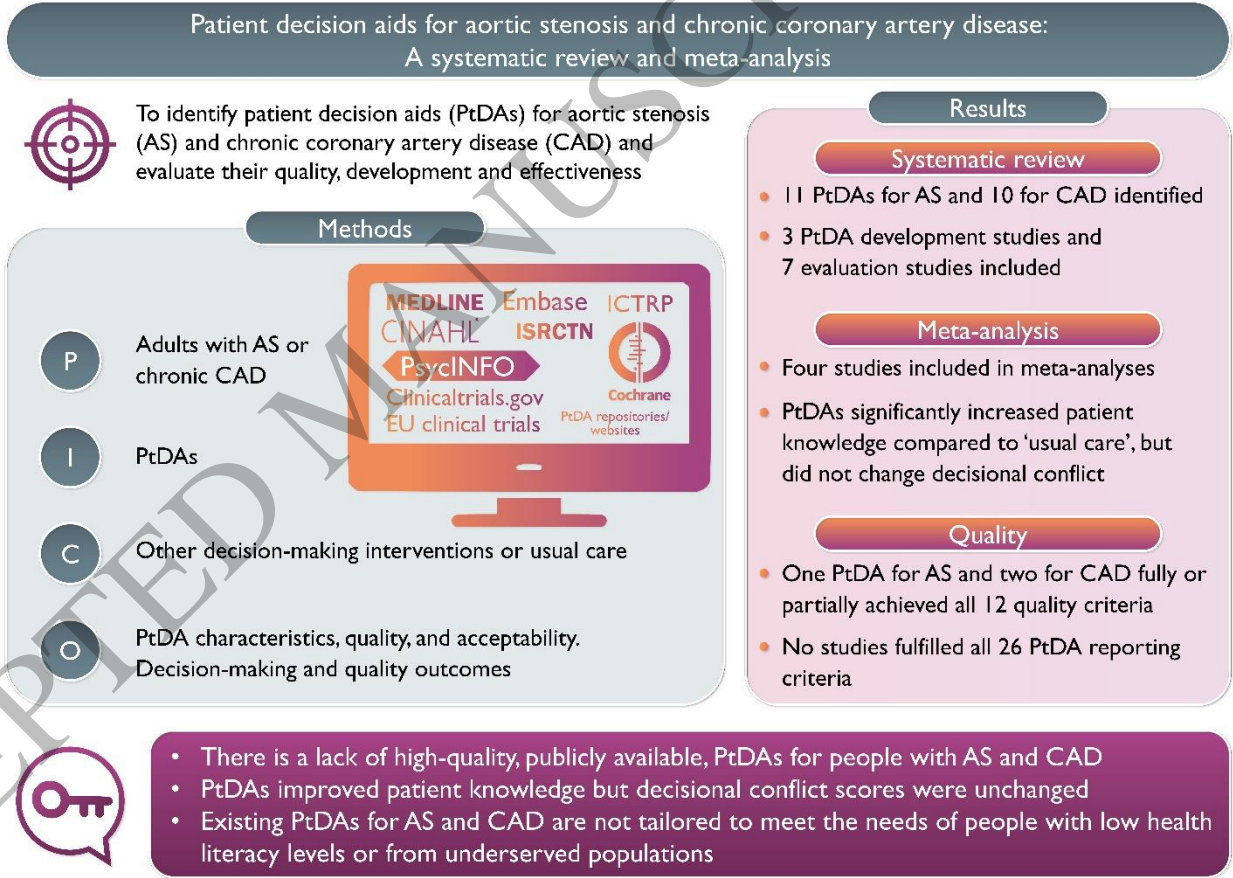 Patient decision aids for aortic stenosis and chronic coronary artery disease:
A systematic review and meta-analysis
To identify patient decision aids (PtDAs) for aortic stenosis
(AS) and chronic coronary artery disease (CAD) and
evaluate their quality, development and effectiveness
Methods
P
Adults with AS or
chronic CAD
I
PtDAs
C
Other decision-making interventions or usual care
O
PtDA characteristics, quality, and acceptability.
Decision-making and quality outcomes
MEDLINE Embase ICTRP
CINAHL ISRCTN
PsycINFO
Cochrane
Clinicaltrials.gov
EU clinical trials
PtDA repositories/
websites
Results
Systematic review
• 11 PtDAs for AS and 10 for CAD identified
• 3 PtDA development studies and
7 evaluation studies included
Meta-analysis
• Four studies included in meta-analyses
• PtDAs significantly increased patient
knowledge compared to ‘usual care’, but
did not change decisional conflict
Quality
• One PtDA for AS and two for CAD fully or
partially achieved all 12 quality criteria
• No studies fulfilled all 26 PtDA reporting
criteria
• There is a lack of high-quality, publicly available, PtDAs for people with AS and CAD
• PtDAs improved patient knowledge but decisional conflict scores were unchanged
• Existing PtDAs for AS and CAD are not tailored to meet the needs of people with low health
literacy levels or from underserved populations
PTED MANUSC